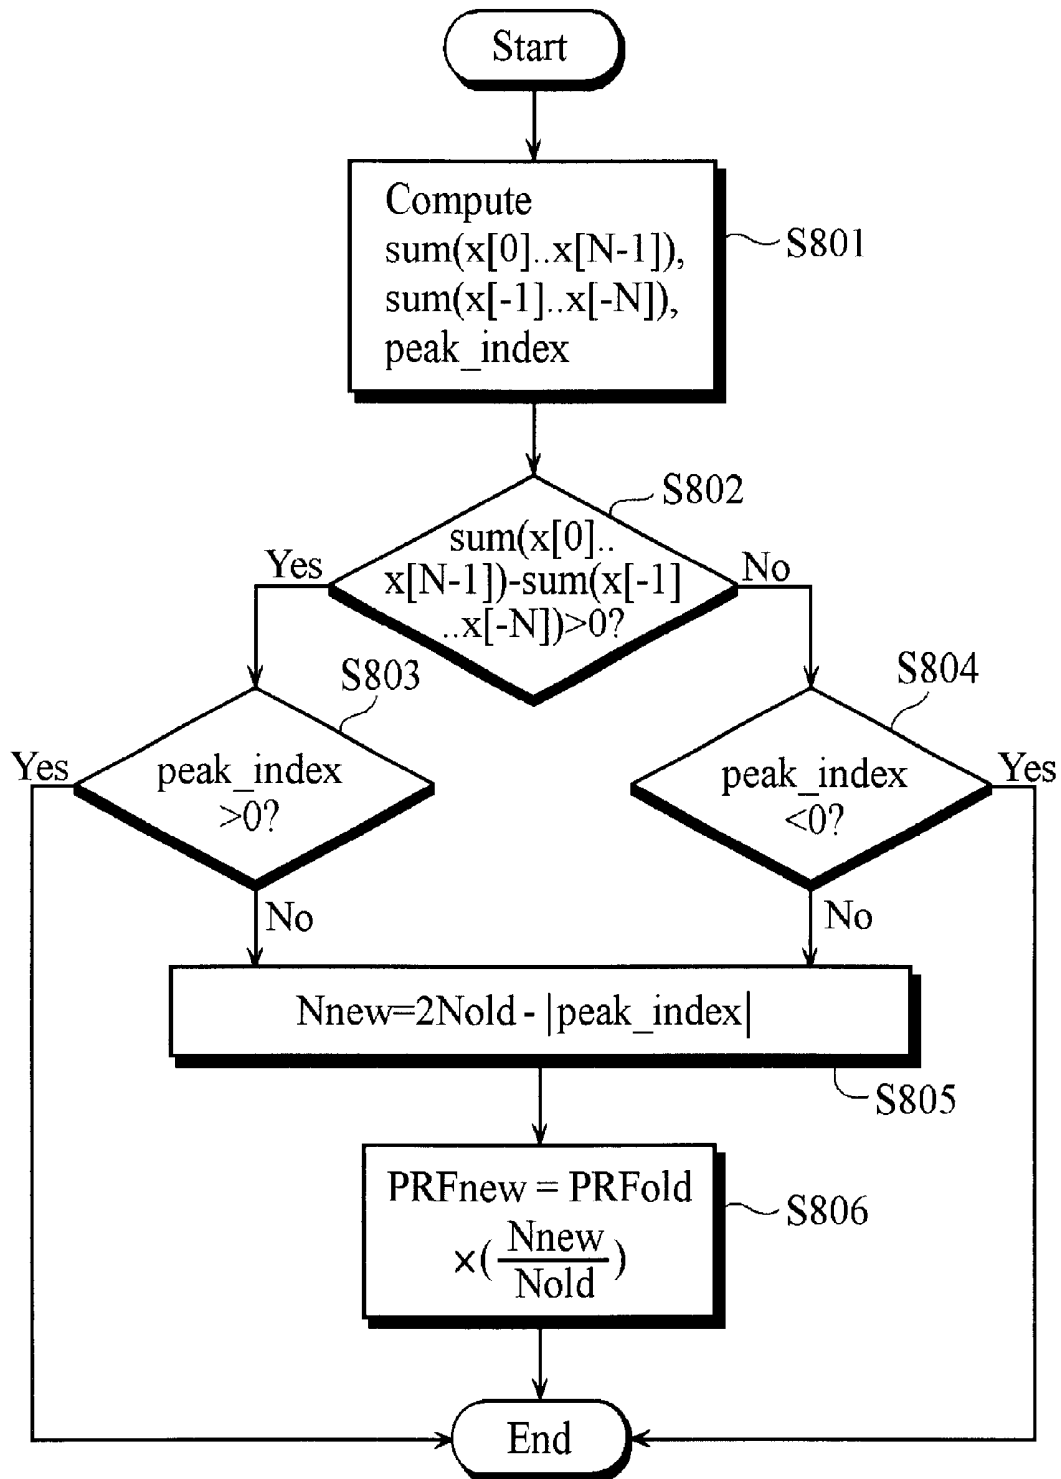 Start
Compute
sum(x[0]..x[N-1]),
sum(x[-1]..x[-N]),
peak_index
S801
S802
sum(x[0]..
x[N-1])-sum(x[-1]
..x[-N])>0?
Yes
No
S803
peak_index
>0?
Yes
No
S804
peak_index
<0?
Yes
No
Nnew=2Nold - |peak_index|
S805
PRFnew = PRFold
×(Nnew
Nold)
S806
End